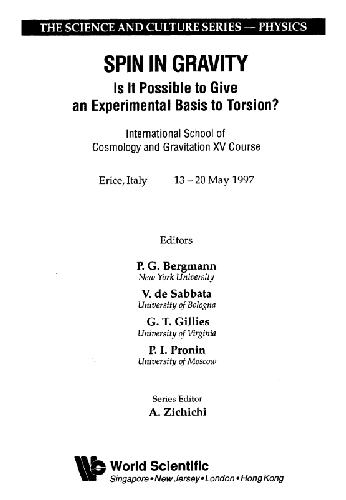 THE SCIENCE AND CULTURE SERIES — PHYSICS
SPIN IN GRAVITY
Is It Possible to Give
an Experimental Basis to Torsion?
International School of
Cosmology and Gravitation XV Course
Erice, Italy 13 – 20 May 1997
Editors
P. G. Bergmann
New York University
V. de Sabbata
University of Bologna
G. T. Gillies
University of Virginia
P. I. Pronin
University of Moscow
Series Editor
A. Zichichi
World Scientific
Singapore • New Jersey • London • Hong Kong